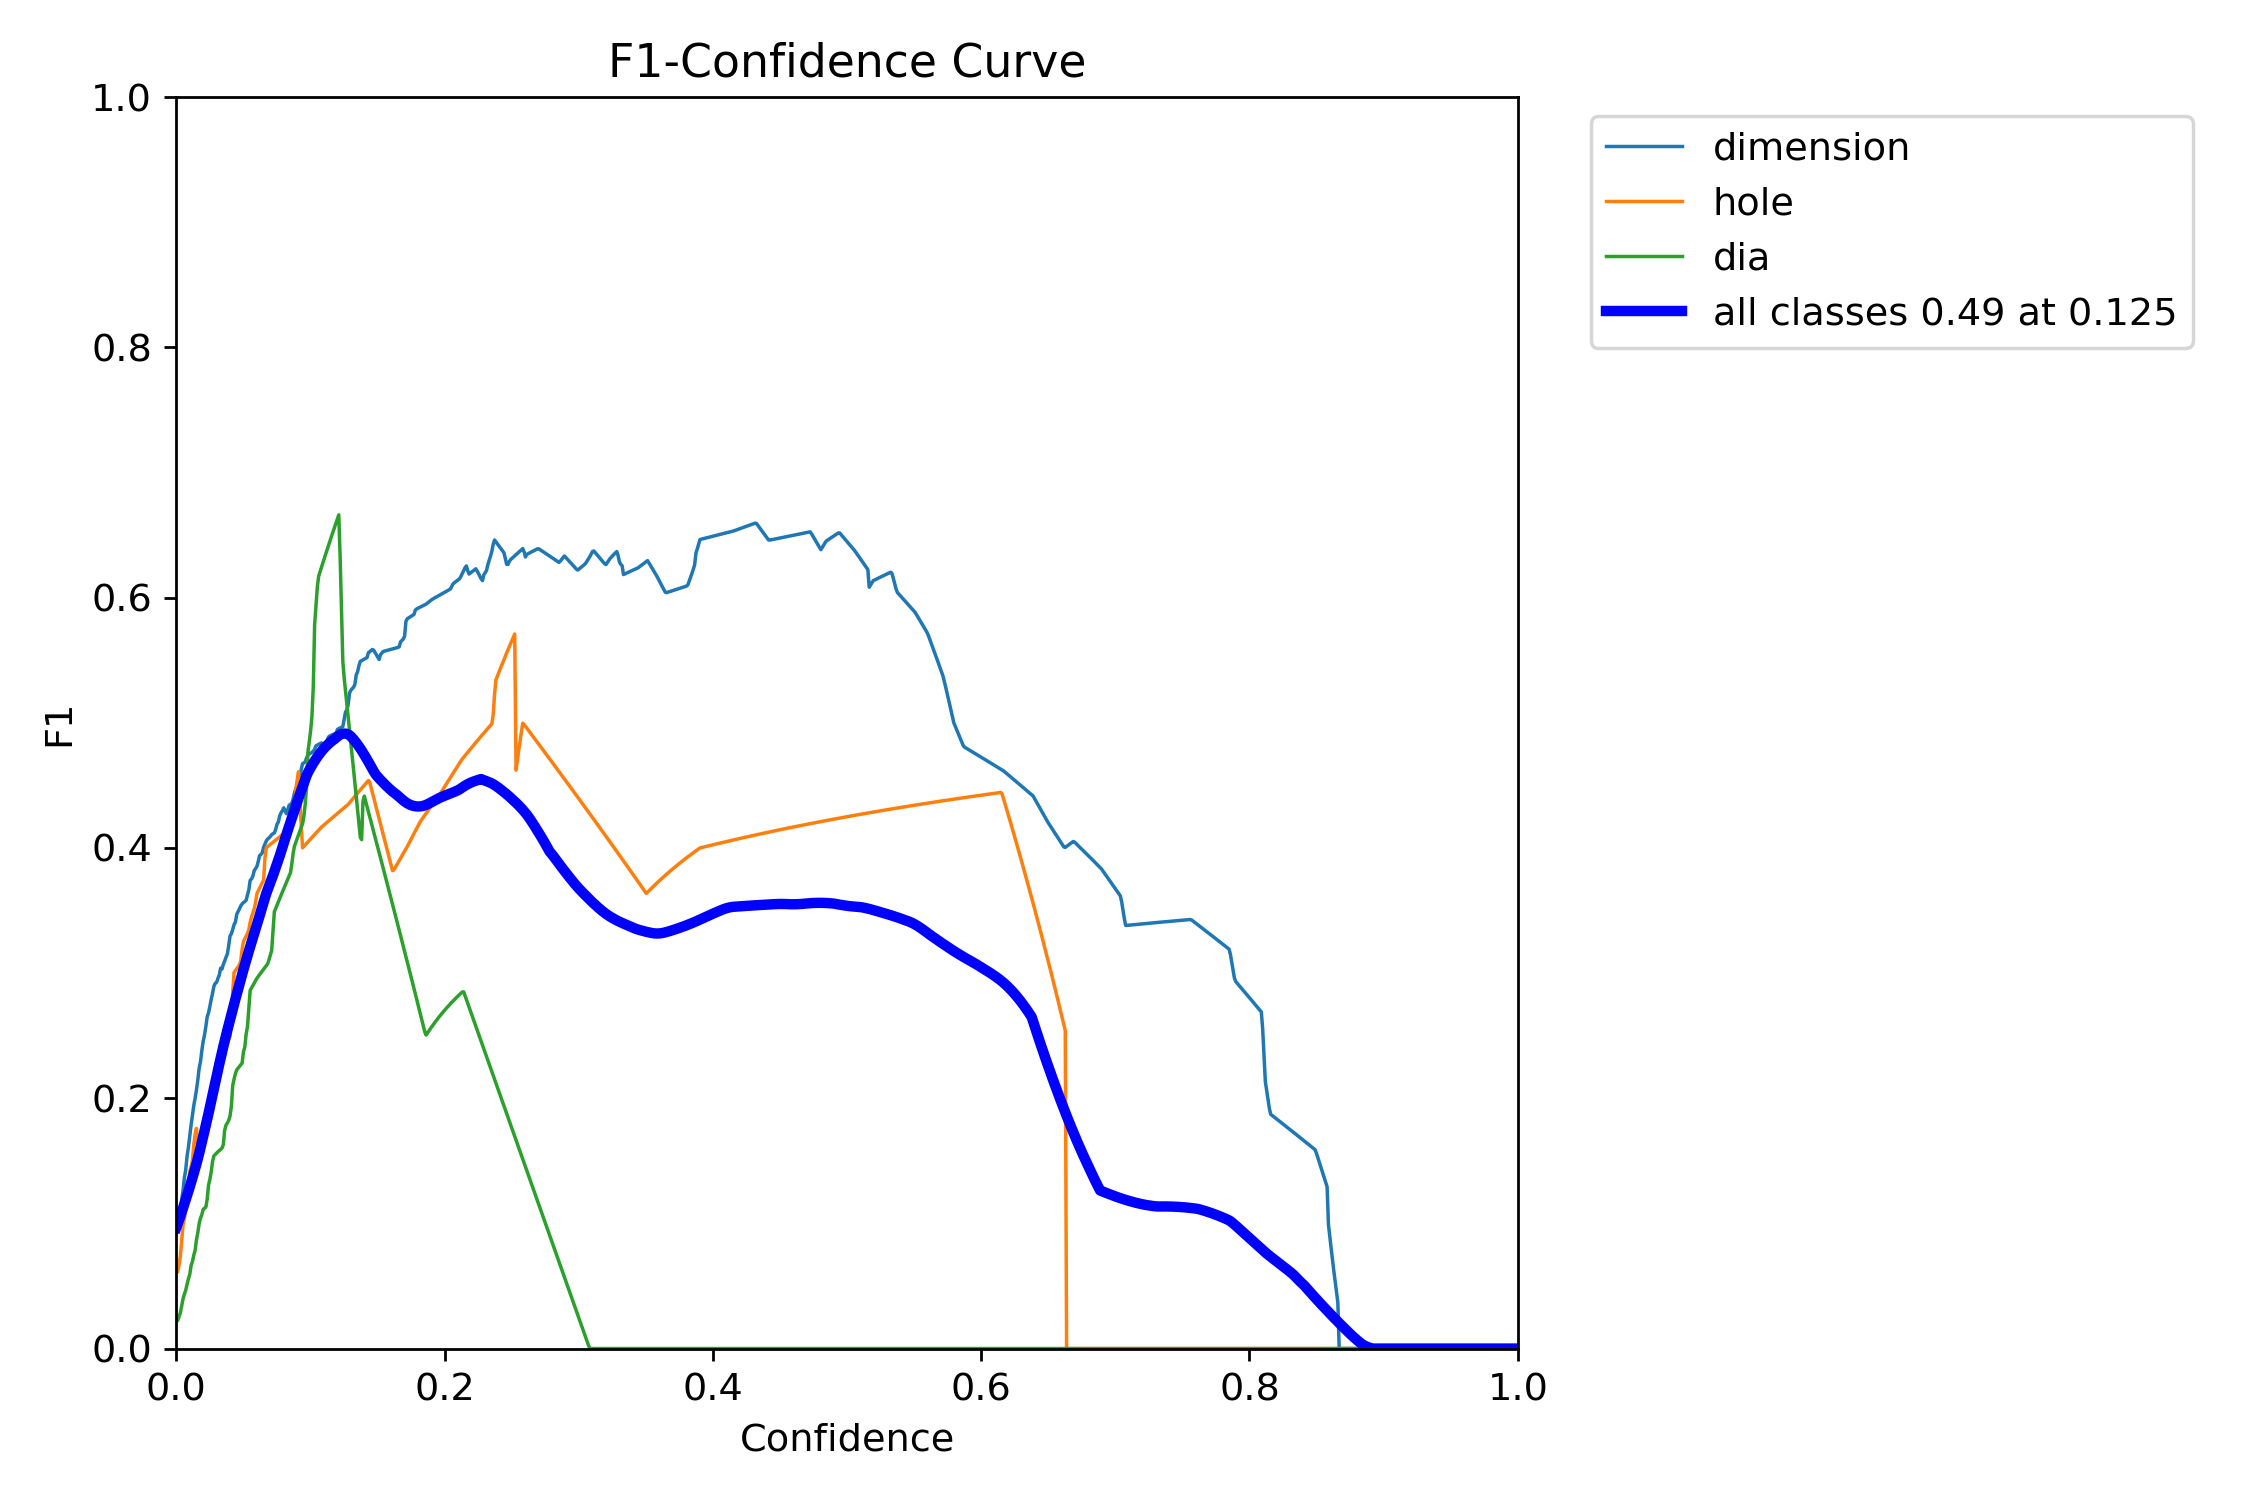 F1-Confidence Curve
1.0
0.8
0.6
0.4
0.2
0.0
F1
0.0 0.2 0.4 0.6 0.8 1.0
Confidence
dimension
hole
dia
all classes 0.49 at 0.125